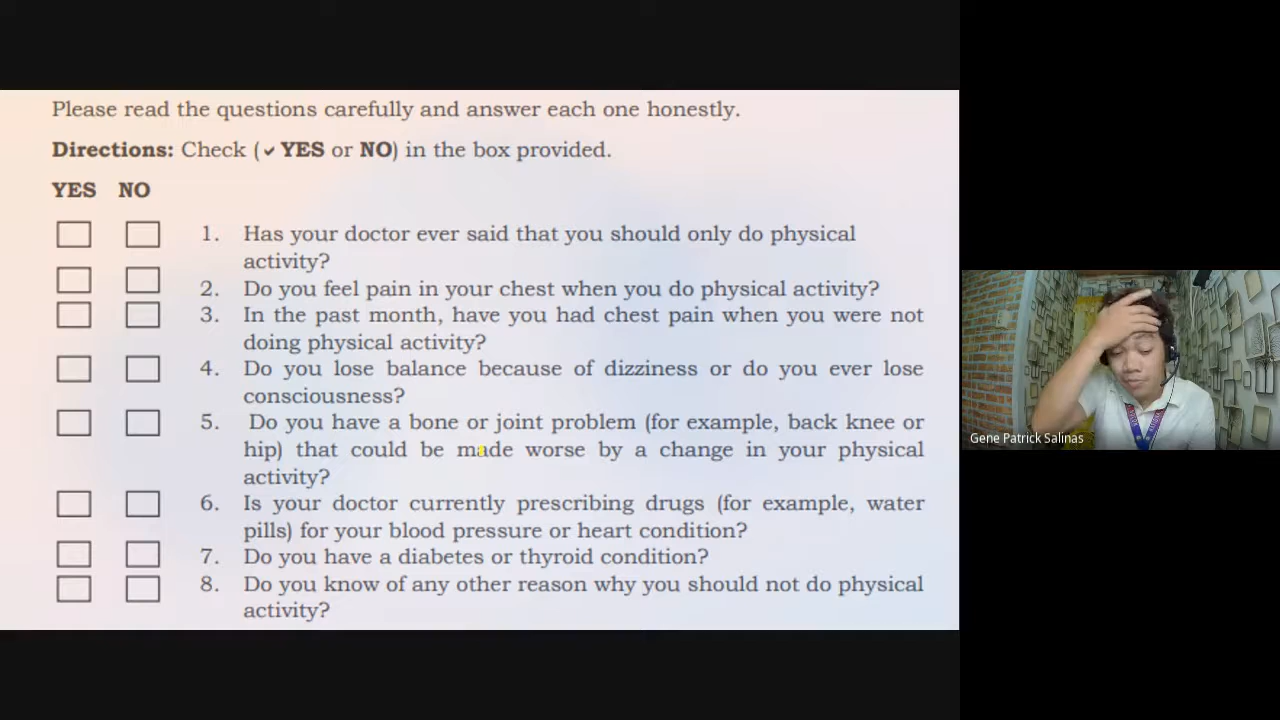 Please read the questions carefully and answer each one honestly.
Directions: Check (✓YES or NO) in the box provided.
YES NO
1. Has your doctor ever said that you should only do physical
activity?
2. Do you feel pain in your chest when you do physical activity?
3. In the past month, have you had chest pain when you were not
doing physical activity?
4. Do you lose balance because of dizziness or do you ever lose
consciousness?
5. Do you have a bone or joint problem (for example, back knee or
hip) that could be made worse by a change in your physical
activity?
6. Is your doctor currently prescribing drugs (for example, water
pills) for your blood pressure or heart condition?
7. Do you have a diabetes or thyroid condition?
8. Do you know of any other reason why you should not do physical
activity?
Gene Patrick Salinas